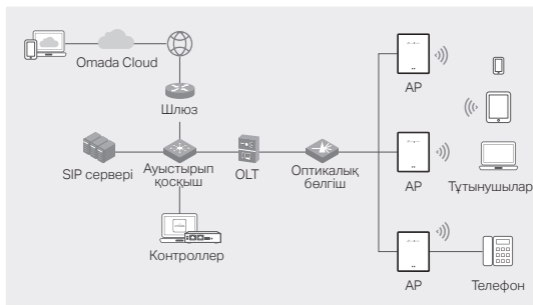 Omada Cloud
Шлюз
AP
SIP сервері
Ауыстырып
қосқыш
OLT
Оптикалық
бөлгіш
AP
Тұтынушылар
Контроллер
AP
Телефон